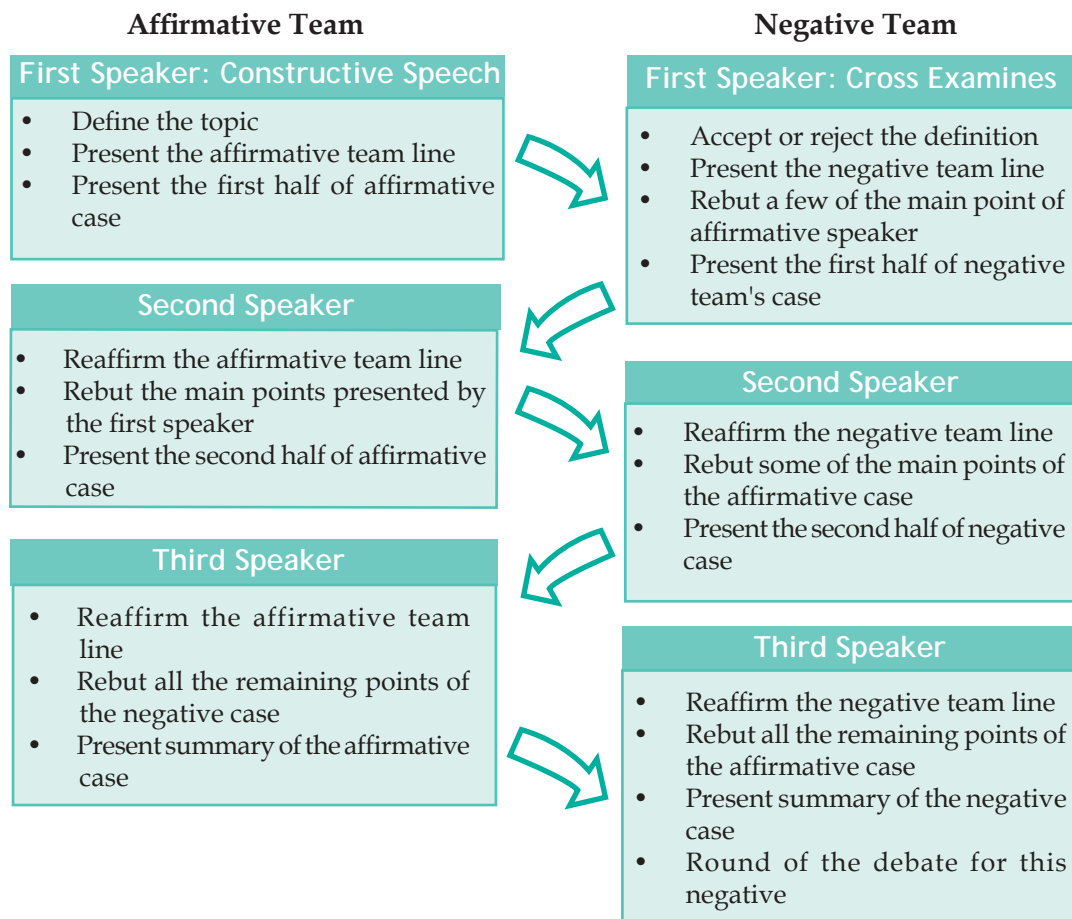 Affirmative Team
Negative Team
First Speaker: Constructive Speech
• Define the topic
• Present the affirmative team line
• Present the first half of affirmative
case
First Speaker: Cross Examines
• Accept or reject the definition
• Present the negative team line
• Rebut a few of the main point of
affirmative speaker
• Present the first half of negative
team's case
Second Speaker
• Reaffirm the affirmative team line
• Rebut the main points presented by
the first speaker
• Present the second half of affirmative
case
Second Speaker
• Reaffirm the negative team line
• Rebut some of the main points of
the affirmative case
• Present the second half of negative
case
Third Speaker
• Reaffirm the affirmative team
line
• Rebut all the remaining points of
the negative case
• Present summary of the affirmative
case
Third Speaker
• Reaffirm the negative team line
• Rebut all the remaining points of
the affirmative case
• Present summary of the negative
case
• Round of the debate for this
negative